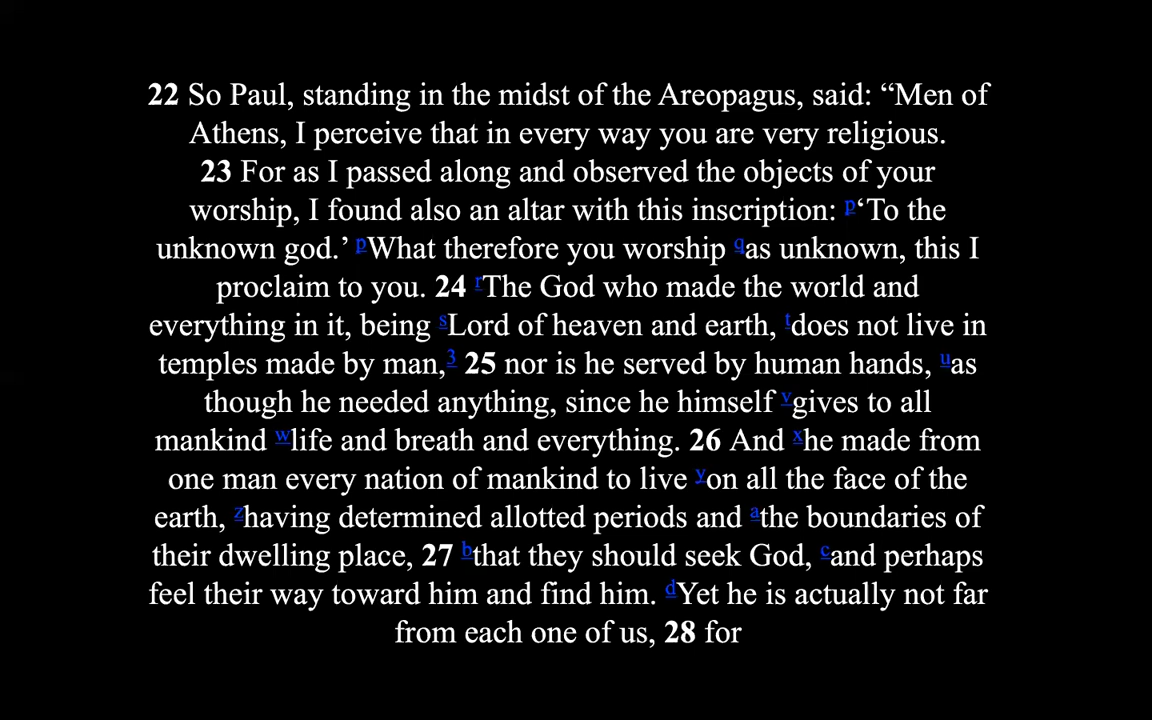 22 So Paul, standing in the midst of the Areopagus, said: “Men of
Athens, I perceive that in every way you are very religious.
23 For as I passed along and observed the objects of your
worship, I found also an altar with this inscription: p‘To the
unknown god.’ pWhat therefore you worship qas unknown, this I
proclaim to you. 24 rThe God who made the world and
everything in it, being sLord of heaven and earth, tdoes not live in
temples made by man,3 25 nor is he served by human hands, uas
though he needed anything, since he himself vgives to all
mankind wlife and breath and everything. 26 And xhe made from
one man every nation of mankind to live yon all the face of the
earth, zhaving determined allotted periods and athe boundaries of
their dwelling place, 27 bthat they should seek God, cand perhaps
feel their way toward him and find him. dYet he is actually not far
from each one of us, 28 for